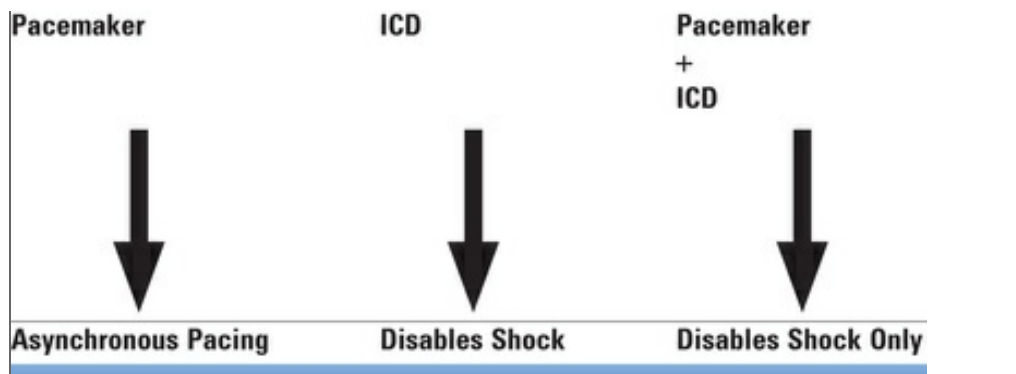 Pacemaker
ICD
Pacemaker
+
ICD
Asynchronous Pacing
Disables Shock
Disables Shock Only